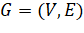 G = (V, E)